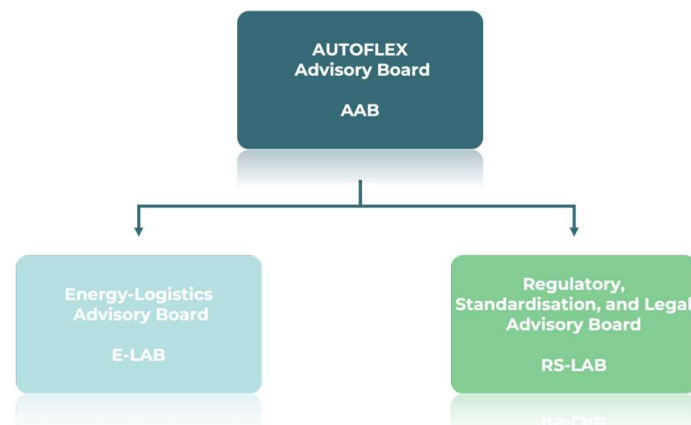 AUTOFLEX
Advisory Board
AAB
Energy-Logistics
Advisory Board
E-LAB
Regulatory,
Standardisation, and Legal
Advisory Board
RS-LAB